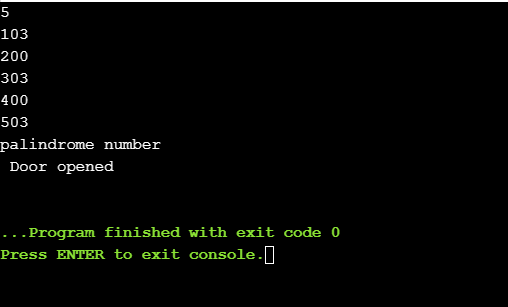 5
103
200
303
400
503
palindrome number
 Door opened
...Program finished with exit code 0
Press ENTER to exit console.